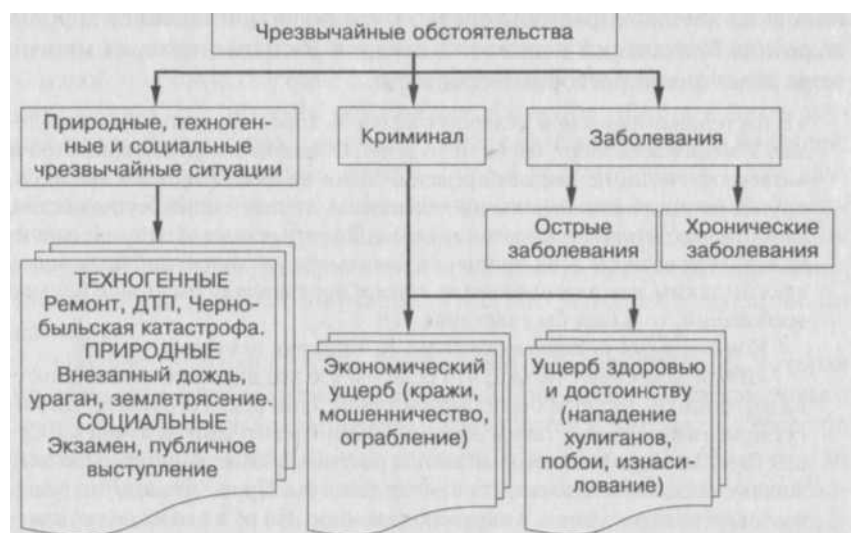 Чрезвычайные обстоятельства
Природные, техноген-
ные и социальные
чрезвычайные ситуации
Криминал
Заболевания
Острые
заболевания
Хронические
заболевания
ТЕХНОГЕННЫЕ
Ремонт, ДТП, Черно-
быльская катастрофа.
ПРИРОДНЫЕ
Внезапный дождь,
ураган, землетрясение.
СОЦИАЛЬНЫЕ
Экзамен, публичное
выступление
Экономический
ущерб (кражи,
мошенничество,
ограбление)
Ущерб здоровью
и достоинству
(нападение
хулиганов,
побои, изнаси-
лование)